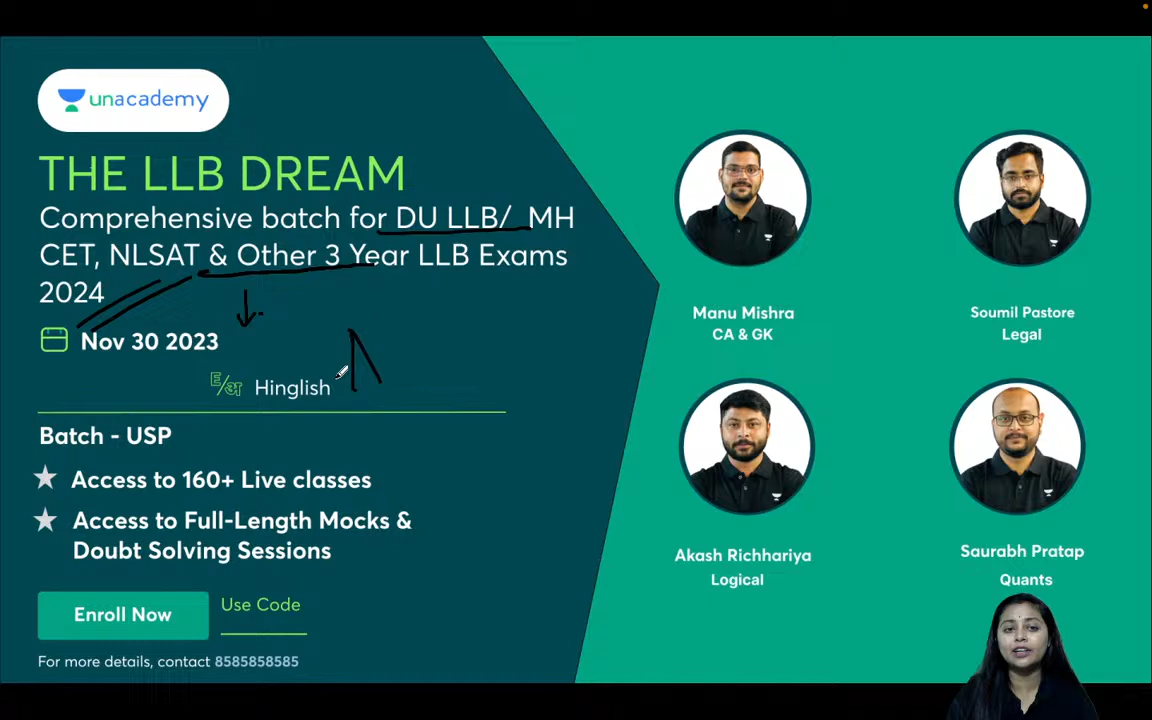 unacademy
THE LLB DREAM
Comprehensive batch for DU LLB/ MH
CET, NLSAT & Other 3 Year LLB Exams
2024
Nov 30 2023
E/अ Hinglish
Batch - USP
Access to 160+ Live classes
Access to Full-Length Mocks &
Doubt Solving Sessions
Enroll Now
Use Code
For more details, contact 8585858585
Manu Mishra
CA & GK
Soumil Pastore
Legal
Akash Richhariya
Logical
Saurabh Pratap
Quants